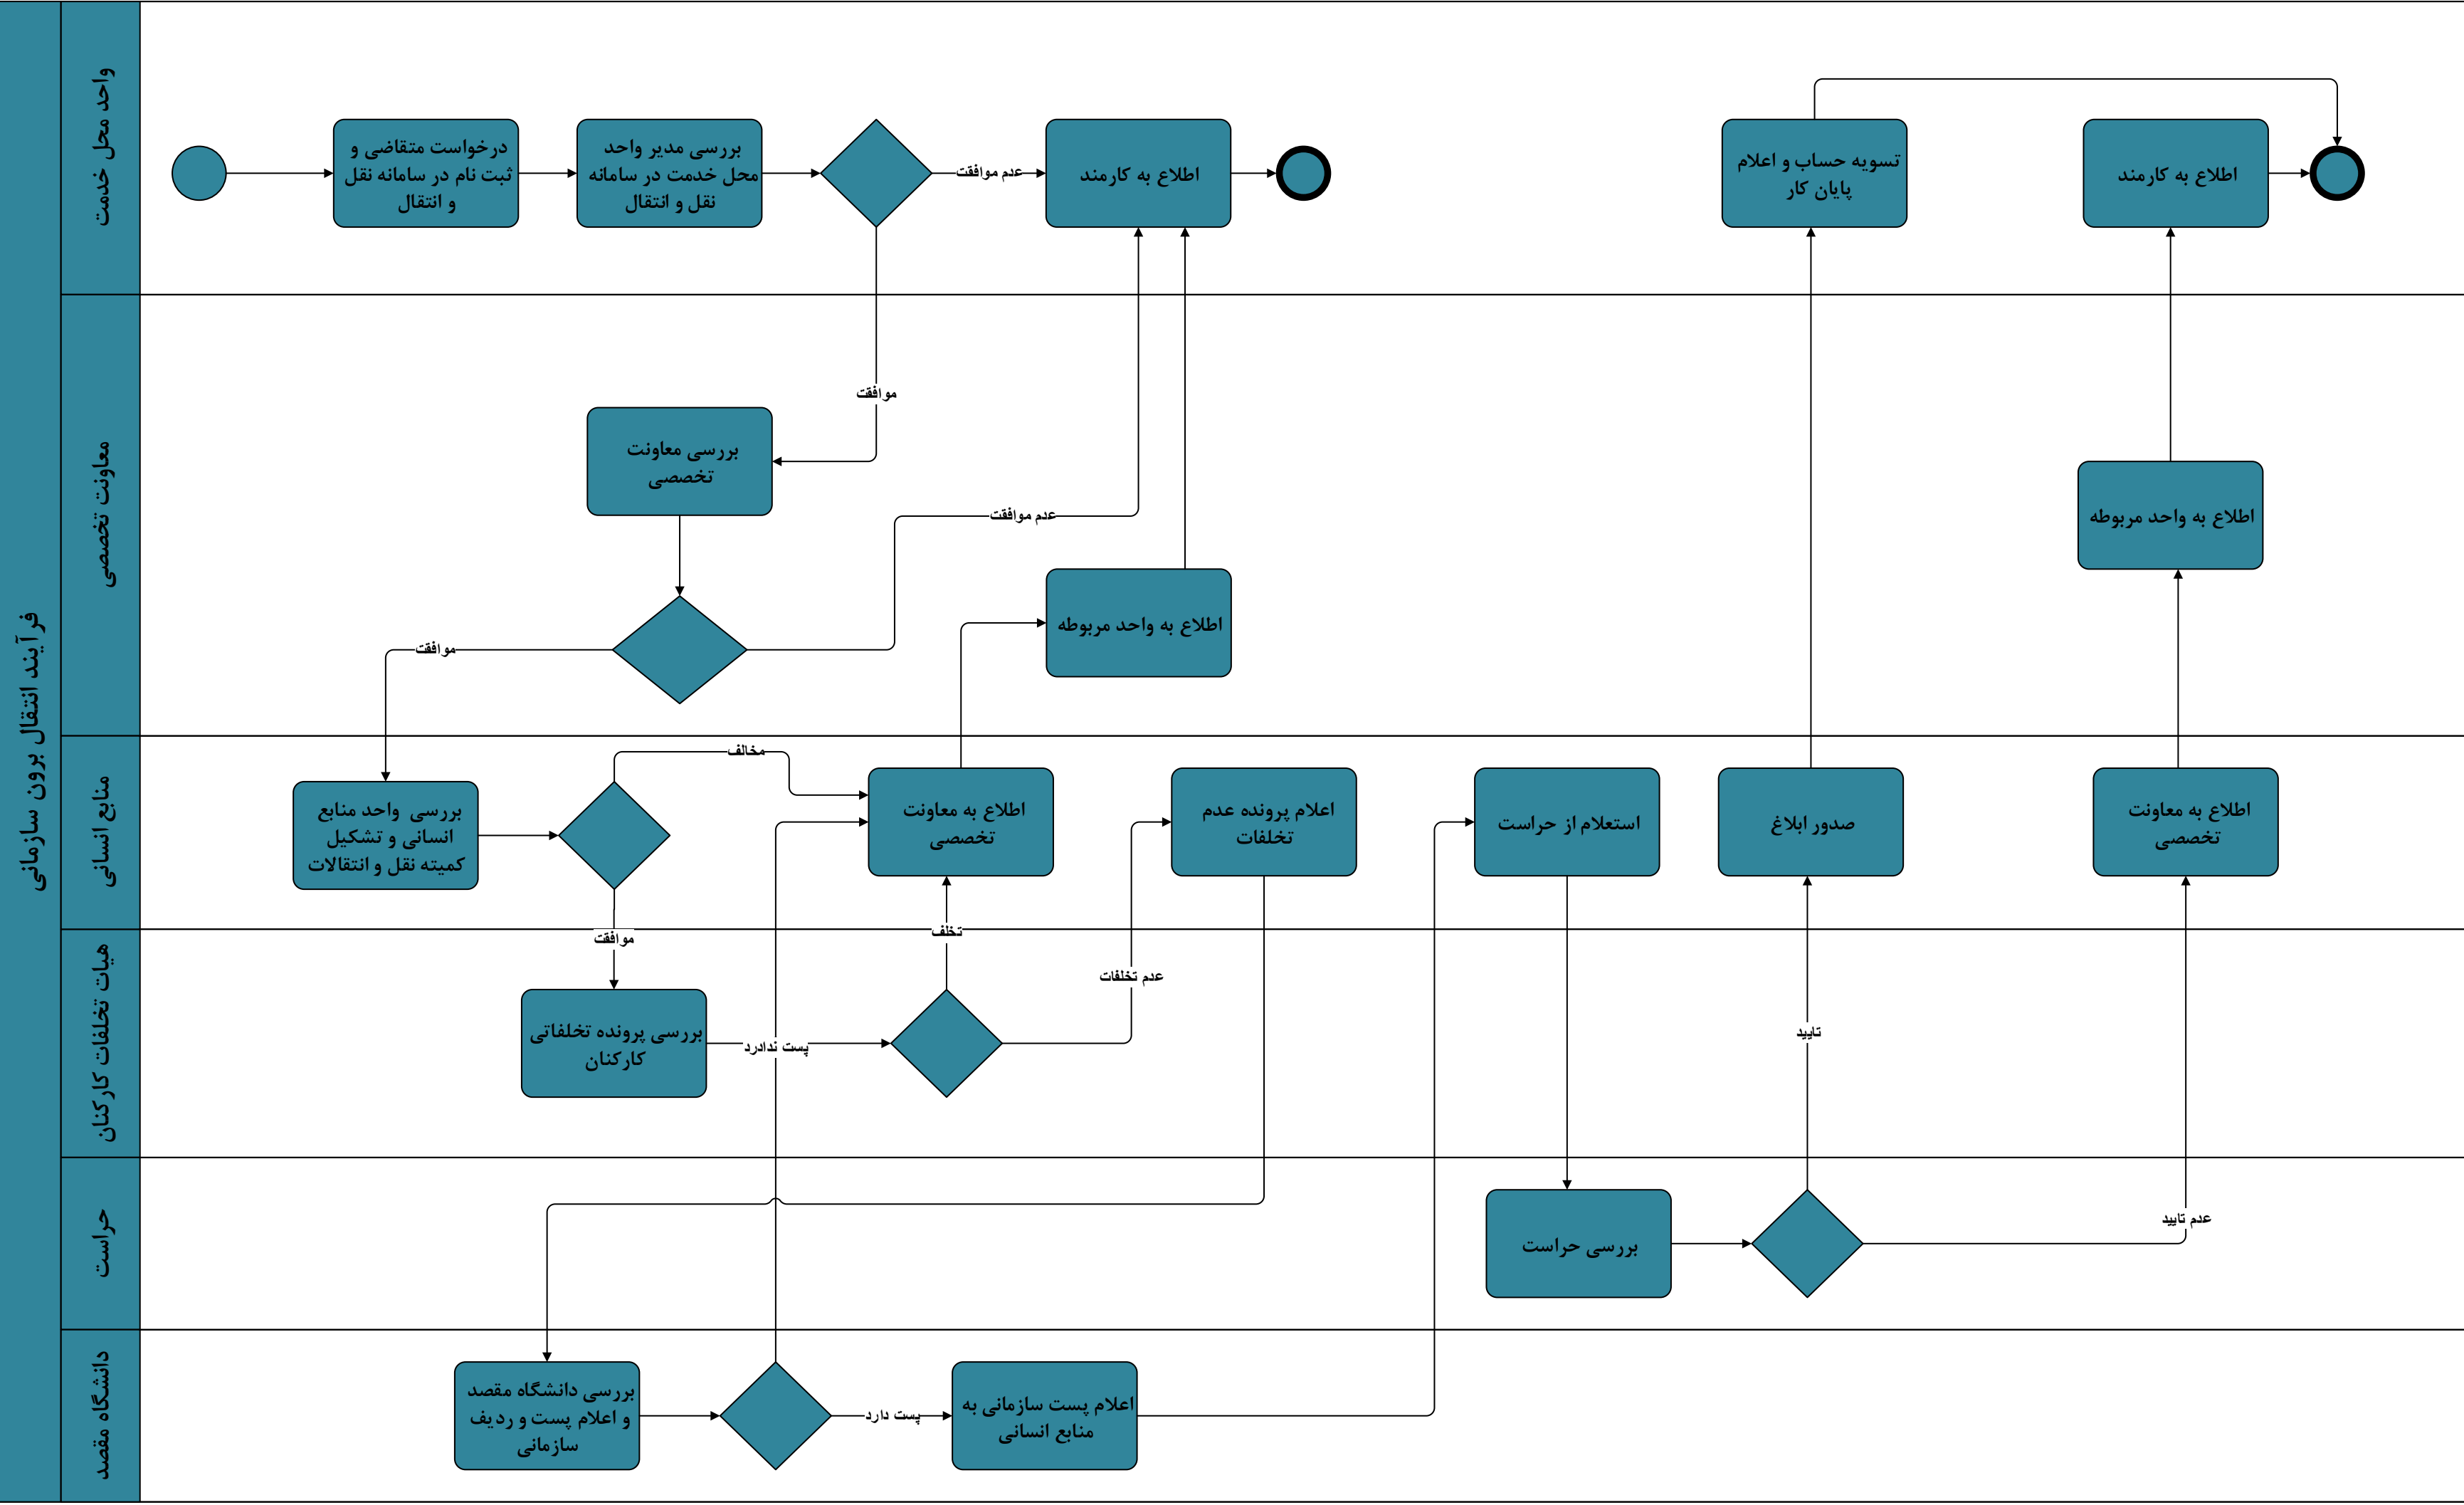 فرآیند انتقال برون سازمانی
واحد محل خدمت
درخواست متقاضی و
ثبت نام در سامانه نقل
و انتقال
بررسی مدیر واحد
محل خدمت در سامانه
نقل و انتقال
عدم موافقت
اطلاع به کارمند
تسویه حساب و اعلام
پایان کار
اطلاع به کارمند
معاونت تخصصی
موافقت
بررسی معاونت
تخصصی
عدم موافقت
موافقت
اطلاع به واحد مربوطه
اطلاع به واحد مربوطه
منابع انسانی
بررسی واحد منابع
انسانی و تشکیل
کمیته نقل و انتقالات
مخالف
اطلاع به معاونت
تخصصی
اعلام پرونده عدم
تخلفات
استعلام از حراست
صدور ابلاغ
اطلاع به معاونت
تخصصی
هیات تخلفات کارکنان
موافقت
تخلف
عدم تخلفات
بررسی پرونده تخلفاتی
کارکنان
پست ندادرد
تایید
حراست
بررسی حراست
عدم تایید
دانشگاه مقصد
بررسی دانشگاه مقصد
و اعلام پست و ردیف
سازمانی
پست دارد
اعلام پست سازمانی به
منابع انسانی